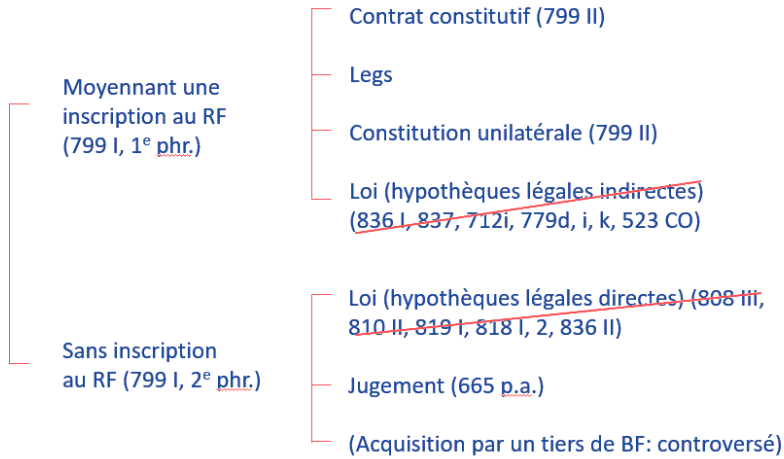 Moyennant une
inscription au RF
(799 I, 1e phr.)
Contrat constitutif (799 II)
Legs
Constitution unilatérale (799 II)
Loi (hypothèques légales indirectes)
(836 I, 837, 712i, 779d, i, k, 523 CO)
Sans inscription
au RF (799 I, 2e phr.)
Loi (hypothèques légales directes) (808 III,
810 II, 819 I, 818 I, 2, 836 II)
Jugement (665 p.a.)
(Acquisition par un tiers de BF: controversé)